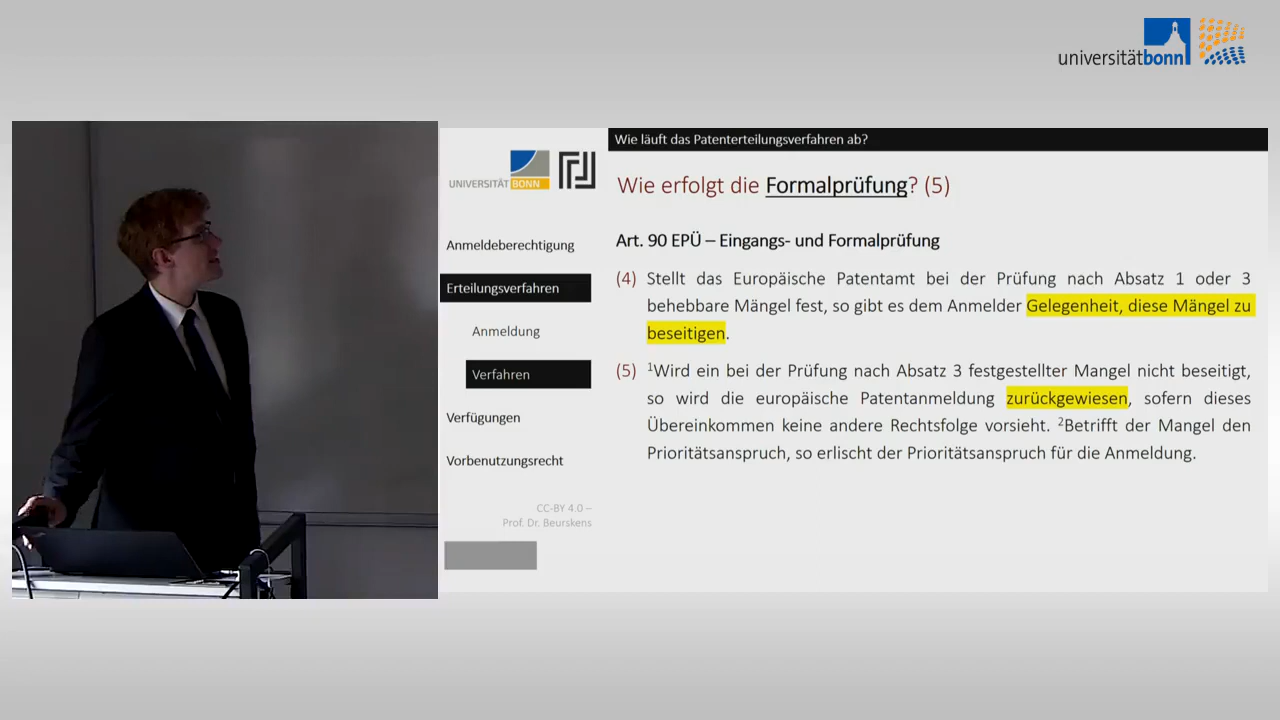 universitätbonn
Wie läuft das Patenterteilungsverfahren ab?
UNIVERSITÄT BONN
Wie erfolgt die Formalprüfung? (5)
Anmeldeberechtigung
Erteilungsverfahren
Anmeldung
Verfahren
Verfügungen
Vorbenutzungsrecht
CC-BY 4.0 –
Prof. Dr. Beurskens
Art. 90 EPÜ – Eingangs- und Formalprüfung
(4) Stellt das Europäische Patentamt bei der Prüfung nach Absatz 1 oder 3
behebbare Mängel fest, so gibt es dem Anmelder Gelegenheit, diese Mängel zu
beseitigen.
(5) ¹Wird ein bei der Prüfung nach Absatz 3 festgestellter Mangel nicht beseitigt,
so wird die europäische Patentanmeldung zurückgewiesen, sofern dieses
Übereinkommen keine andere Rechtsfolge vorsieht. ²Betrifft der Mangel den
Prioritätsanspruch, so erlischt der Prioritätsanspruch für die Anmeldung.